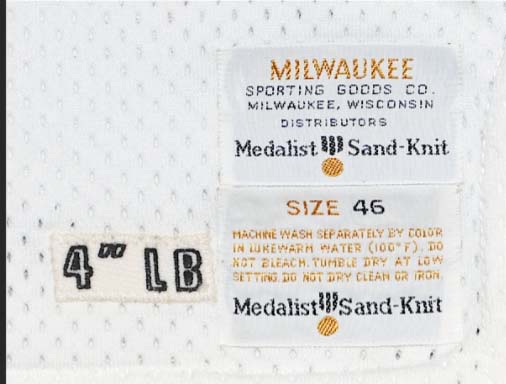 MILWAUKEE
SPORTING GOODS CO.
MILWAUKEE, WISCONSIN
DISTRIBUTORS
Medalist Sand-Knit
SIZE 46
MACHINE WASH SEPARATELY BY COLOR
IN LUKEWARM WATER (100°F). DO
NOT BLEACH. TUMBLE DRY AT LOW
SETTING. DO NOT DRY CLEAN OR IRON.
Medalist Sand-Knit
4" LB